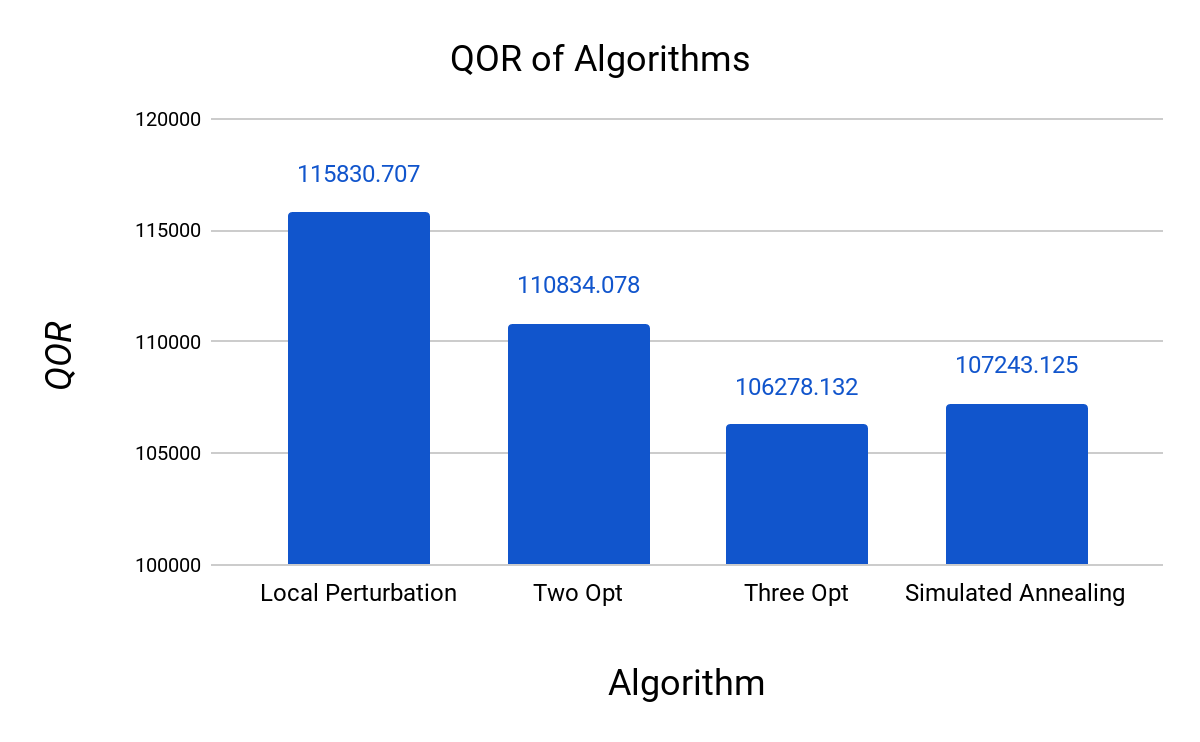 QOR of Algorithms
120000
115000
110000
105000
100000
QOR
115830.707
110834.078
106278.132
107243.125
Local Perturbation
Two Opt
Three Opt
Simulated Annealing
Algorithm